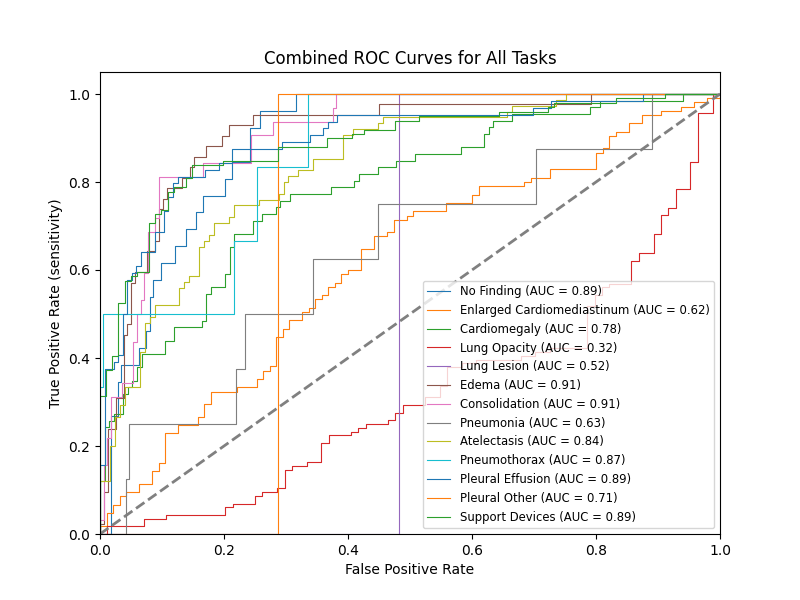 Combined ROC Curves for All Tasks
True Positive Rate (sensitivity)
1.0
0.8
0.6
0.4
0.2
0.0
No Finding (AUC = 0.89)
Enlarged Cardiomediastinum (AUC = 0.62)
Cardiomegaly (AUC = 0.78)
Lung Opacity (AUC = 0.32)
Lung Lesion (AUC = 0.52)
Edema (AUC = 0.91)
Consolidation (AUC = 0.91)
Pneumonia (AUC = 0.63)
Atelectasis (AUC = 0.84)
Pneumothorax (AUC = 0.87)
Pleural Effusion (AUC = 0.89)
Pleural Other (AUC = 0.71)
Support Devices (AUC = 0.89)
0.0 0.2 0.4 0.6 0.8 1.0
False Positive Rate